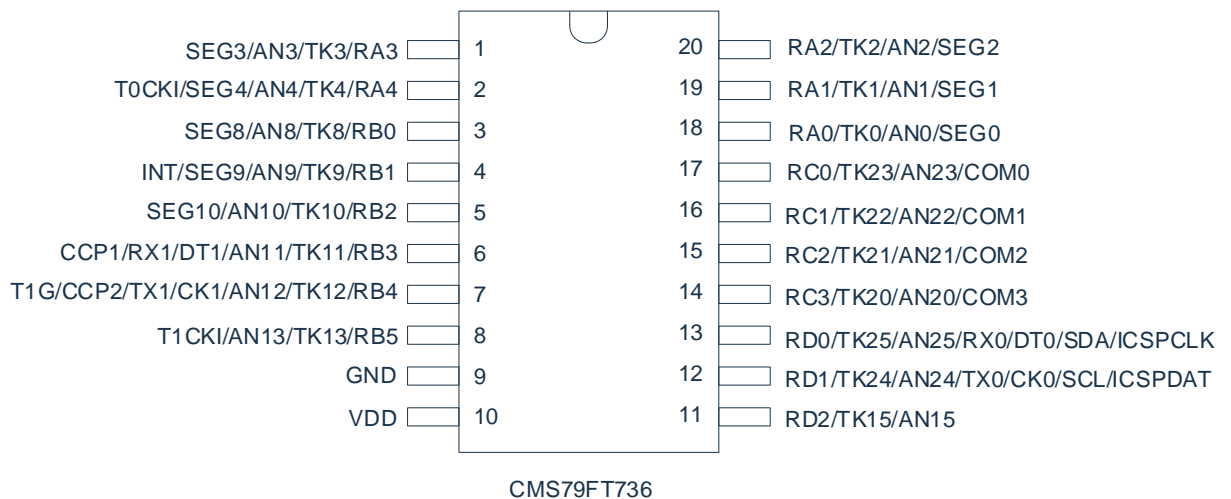 SEG3/AN3/TK3/RA3 1 20 RA2/TK2/AN2/SEG2
T0CKI/SEG4/AN4/TK4/RA4 2 19 RA1/TK1/AN1/SEG1
SEG8/AN8/TK8/RB0 3 18 RA0/TK0/AN0/SEG0
INT/SEG9/AN9/TK9/RB1 4 17 RC0/TK23/AN23/COM0
SEG10/AN10/TK10/RB2 5 16 RC1/TK22/AN22/COM1
CCP1/RX1/DT1/AN11/TK11/RB3 6 15 RC2/TK21/AN21/COM2
T1G/CCP2/TX1/CK1/AN12/TK12/RB4 7 14 RC3/TK20/AN20/COM3
T1CKI/AN13/TK13/RB5 8 13 RD0/TK25/AN25/RX0/DT0/SDA/ICSPCLK
GND 9 12 RD1/TK24/AN24/TX0/CK0/SCL/ICSPDAT
VDD 10 11 RD2/TK15/AN15
CMS79FT736